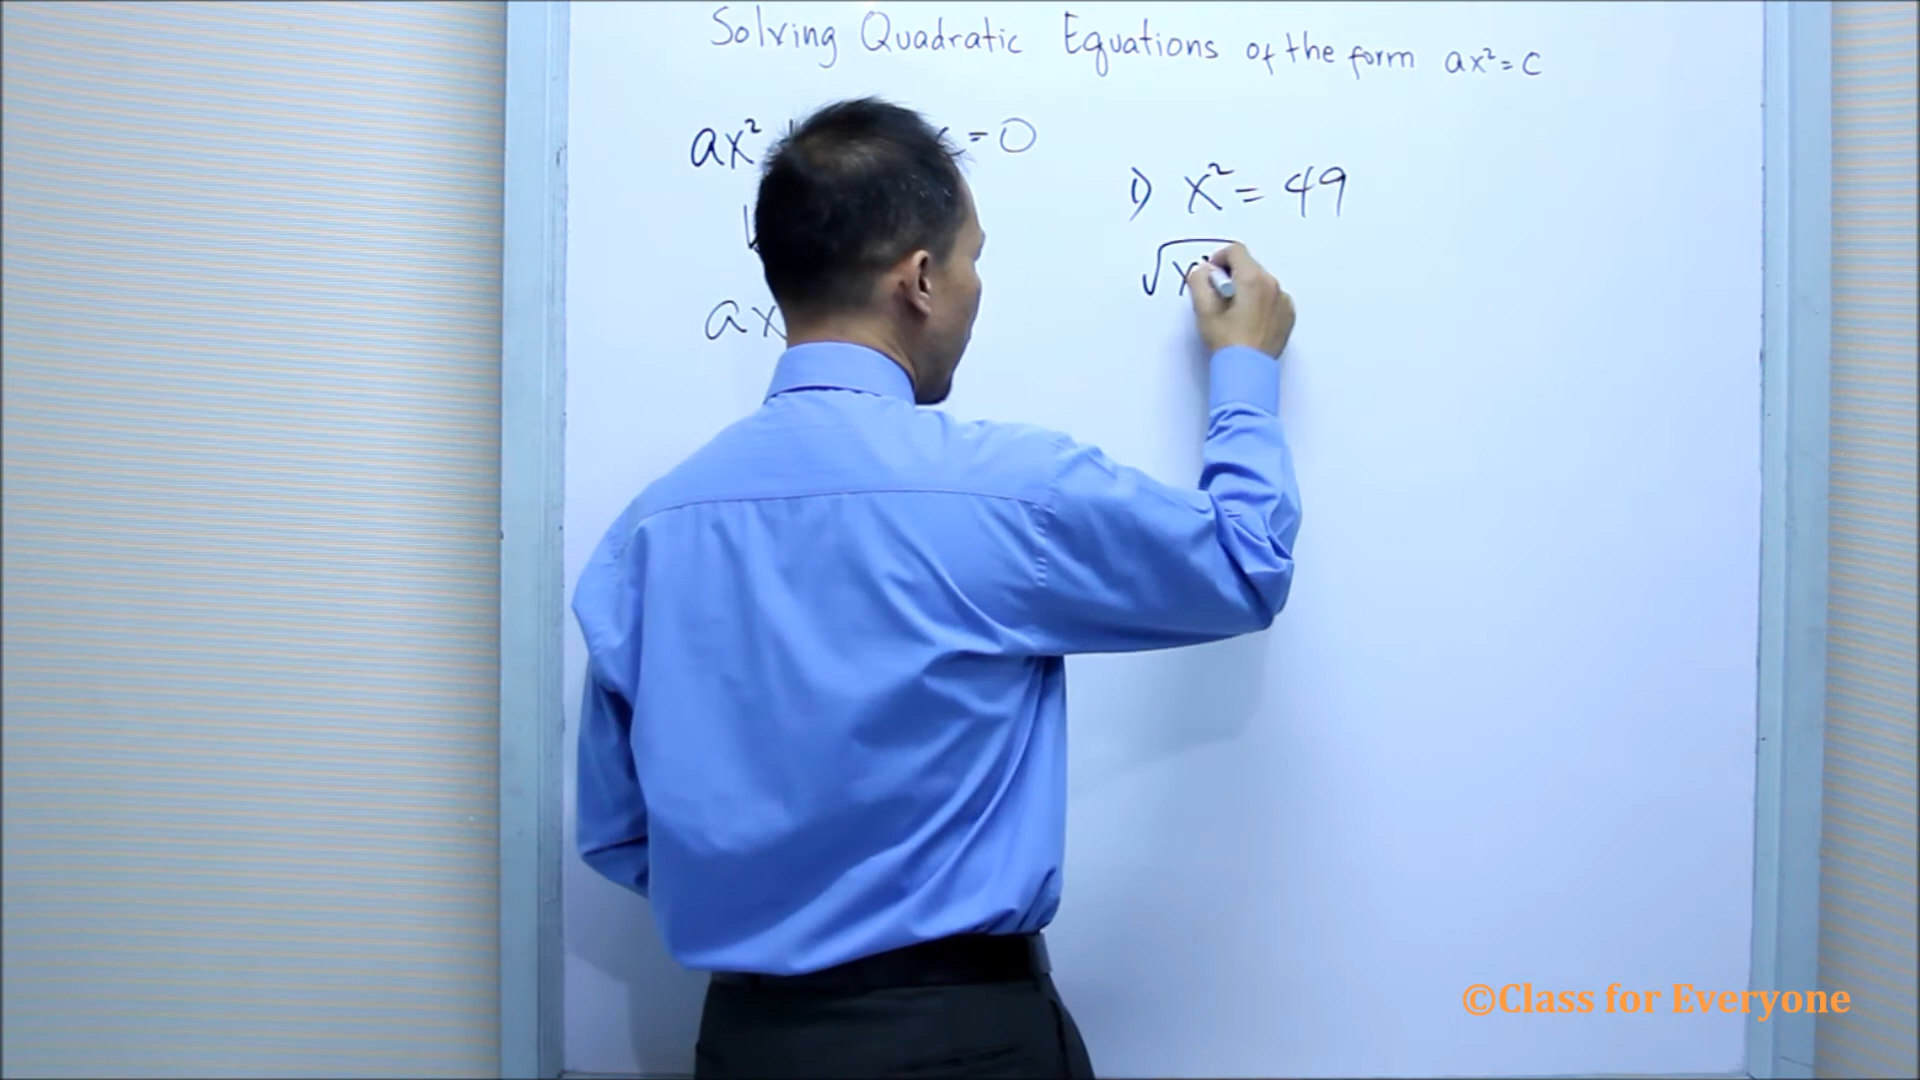 Solving Quadratic Equations of the form ax² = c
ax² = 0
1) x² = 49
√x²
ax
©Class for Everyone